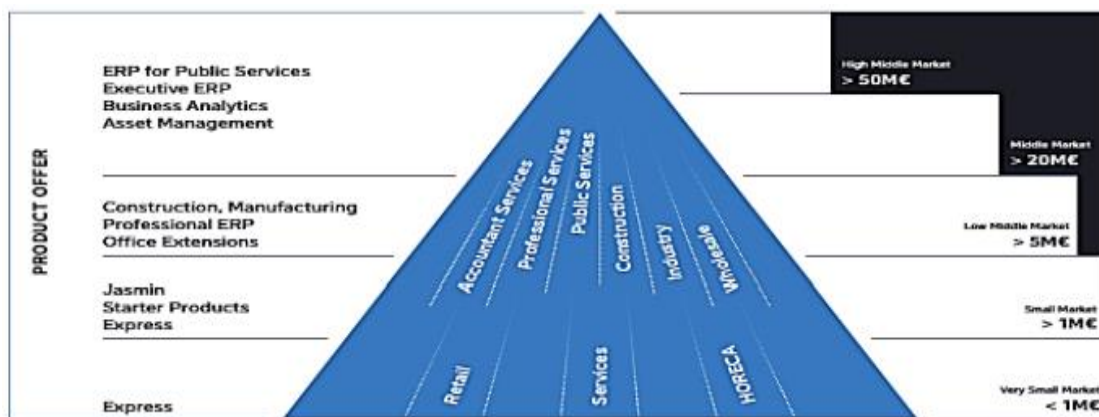 PRODUCT OFFER
ERP for Public Services
Executive ERP
Business Analytics
Asset Management
Construction, Manufacturing
Professional ERP
Office Extensions
Jasmin
Starter Products
Express
Express
Accountant Services
Professional Services
Public Services
Construction
Industry
Wholesale
Retail
Services
HORECA
High Middle Market
> 50M€
Middle Market
> 20M€
Low Middle Market
> 5M€
Small Market
> 1M€
Very Small Market
< 1M€